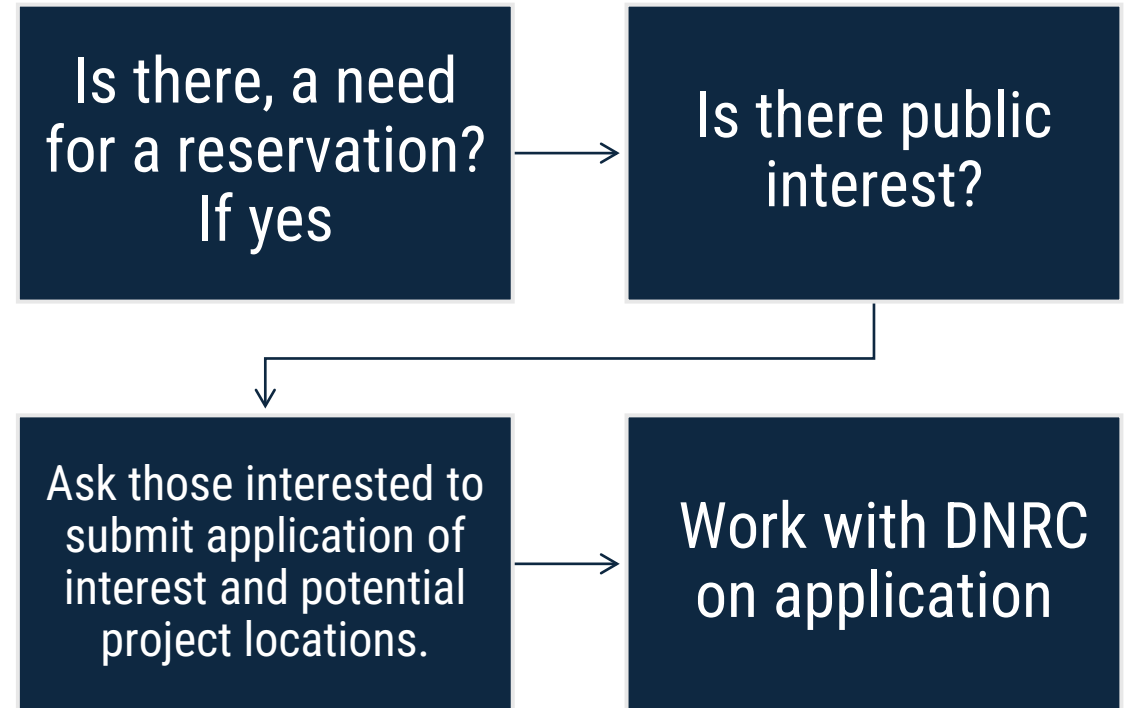 Is there, a need
for a reservation?
If yes
Is there public
interest?
Ask those interested to
submit application of
interest and potential
project locations.
Work with DNRC
on application